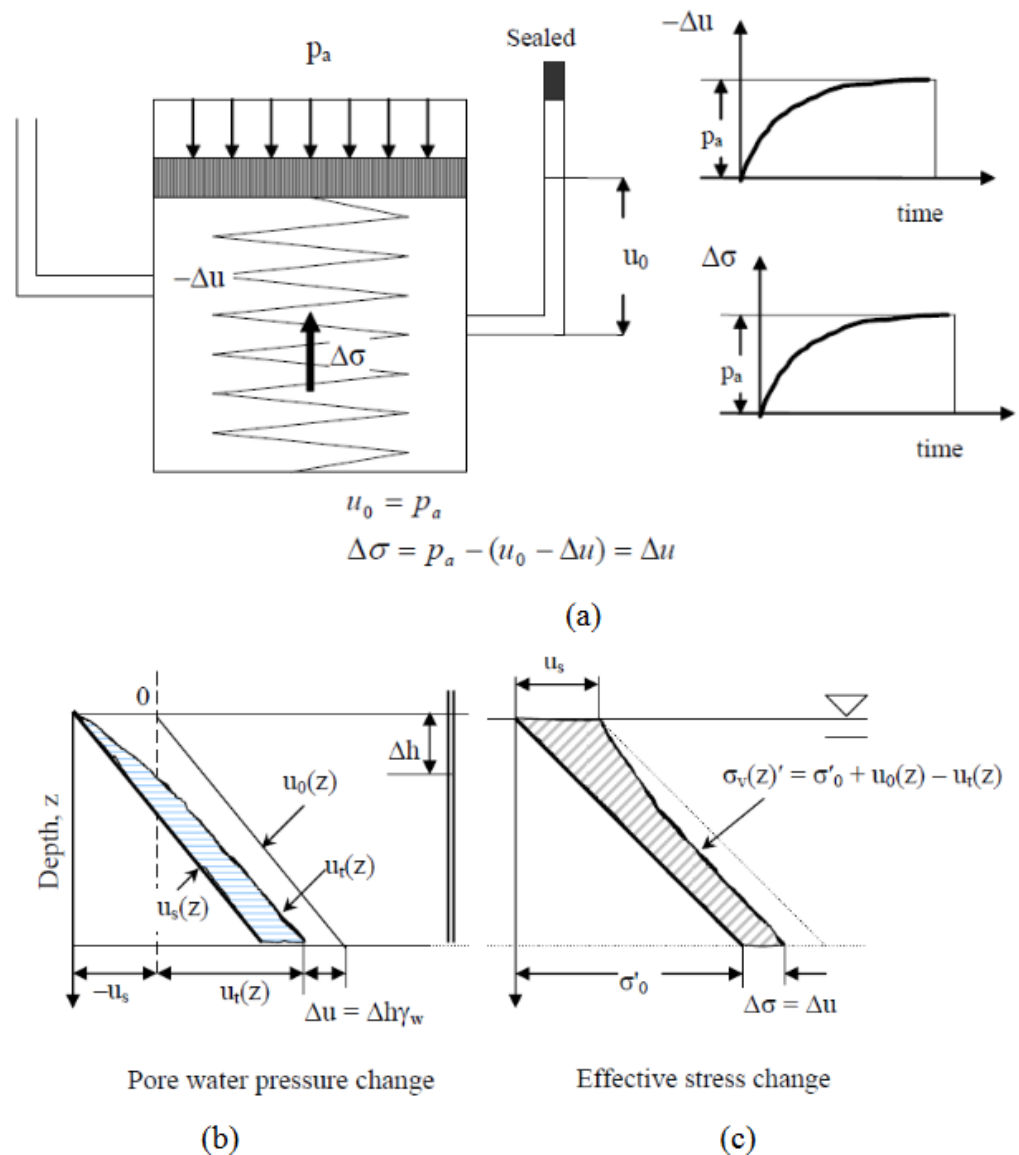 pₐ
Sealed
−Δu
pₐ
time
−Δu
Δσ
u₀
Δσ
pₐ
time
u₀ = pₐ
Δσ = pₐ − (u₀ − Δu) = Δu
(a)
0
uₛ
Δh
u₀(z)
σᵥ(z)′ = σ′₀ + u₀(z) − uₜ(z)
Depth, z
uₜ(z)
uₛ(z)
−uₛ
uₜ(z)
σ′₀
Δu = Δhγ_w
Δσ = Δu
Pore water pressure change
Effective stress change
(b)
(c)